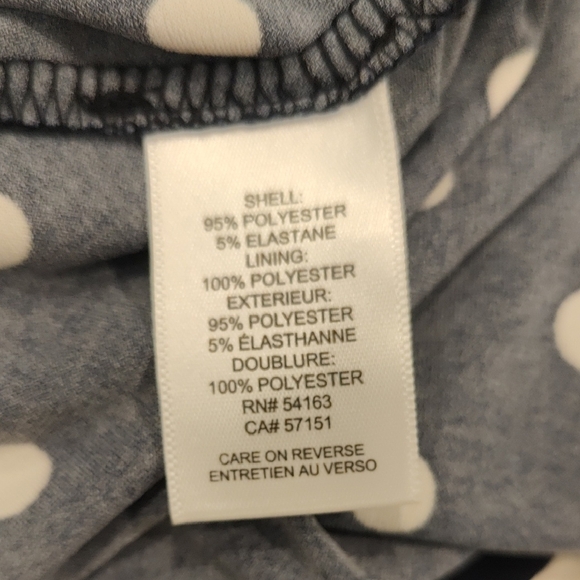 SHELL:
95% POLYESTER
5% ELASTANE
LINING:
100% POLYESTER
EXTERIEUR:
95% POLYESTER
5% ÉLASTHANNE
DOUBLURE:
100% POLYESTER
RN# 54163
CA# 57151
CARE ON REVERSE
ENTRETIEN AU VERSO